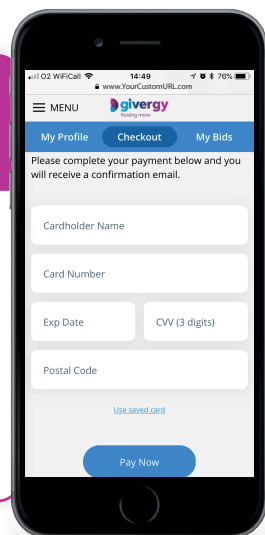 O2 WiFiCall 14:49 76%
www.YourCustomURL.com
MENU givergy
Raising more
My Profile Checkout My Bids
Please complete your payment below and you
will receive a confirmation email.
Cardholder Name
Card Number
Exp Date CVV (3 digits)
Postal Code
Use saved card
Pay Now